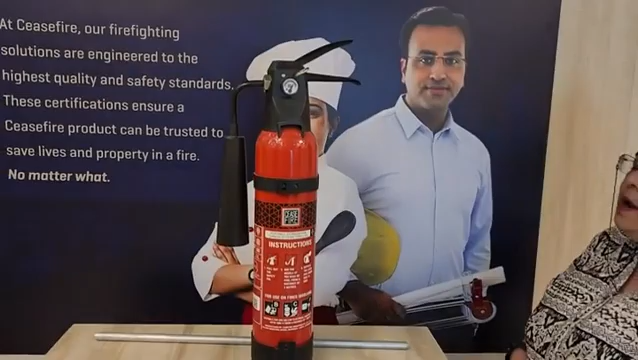 At Ceasefire, our firefighting
solutions are engineered to the
highest quality and safety standards.
These certifications ensure a
Ceasefire product can be trusted to
save lives and property in a fire.
No matter what.
INSTRUCTIONS